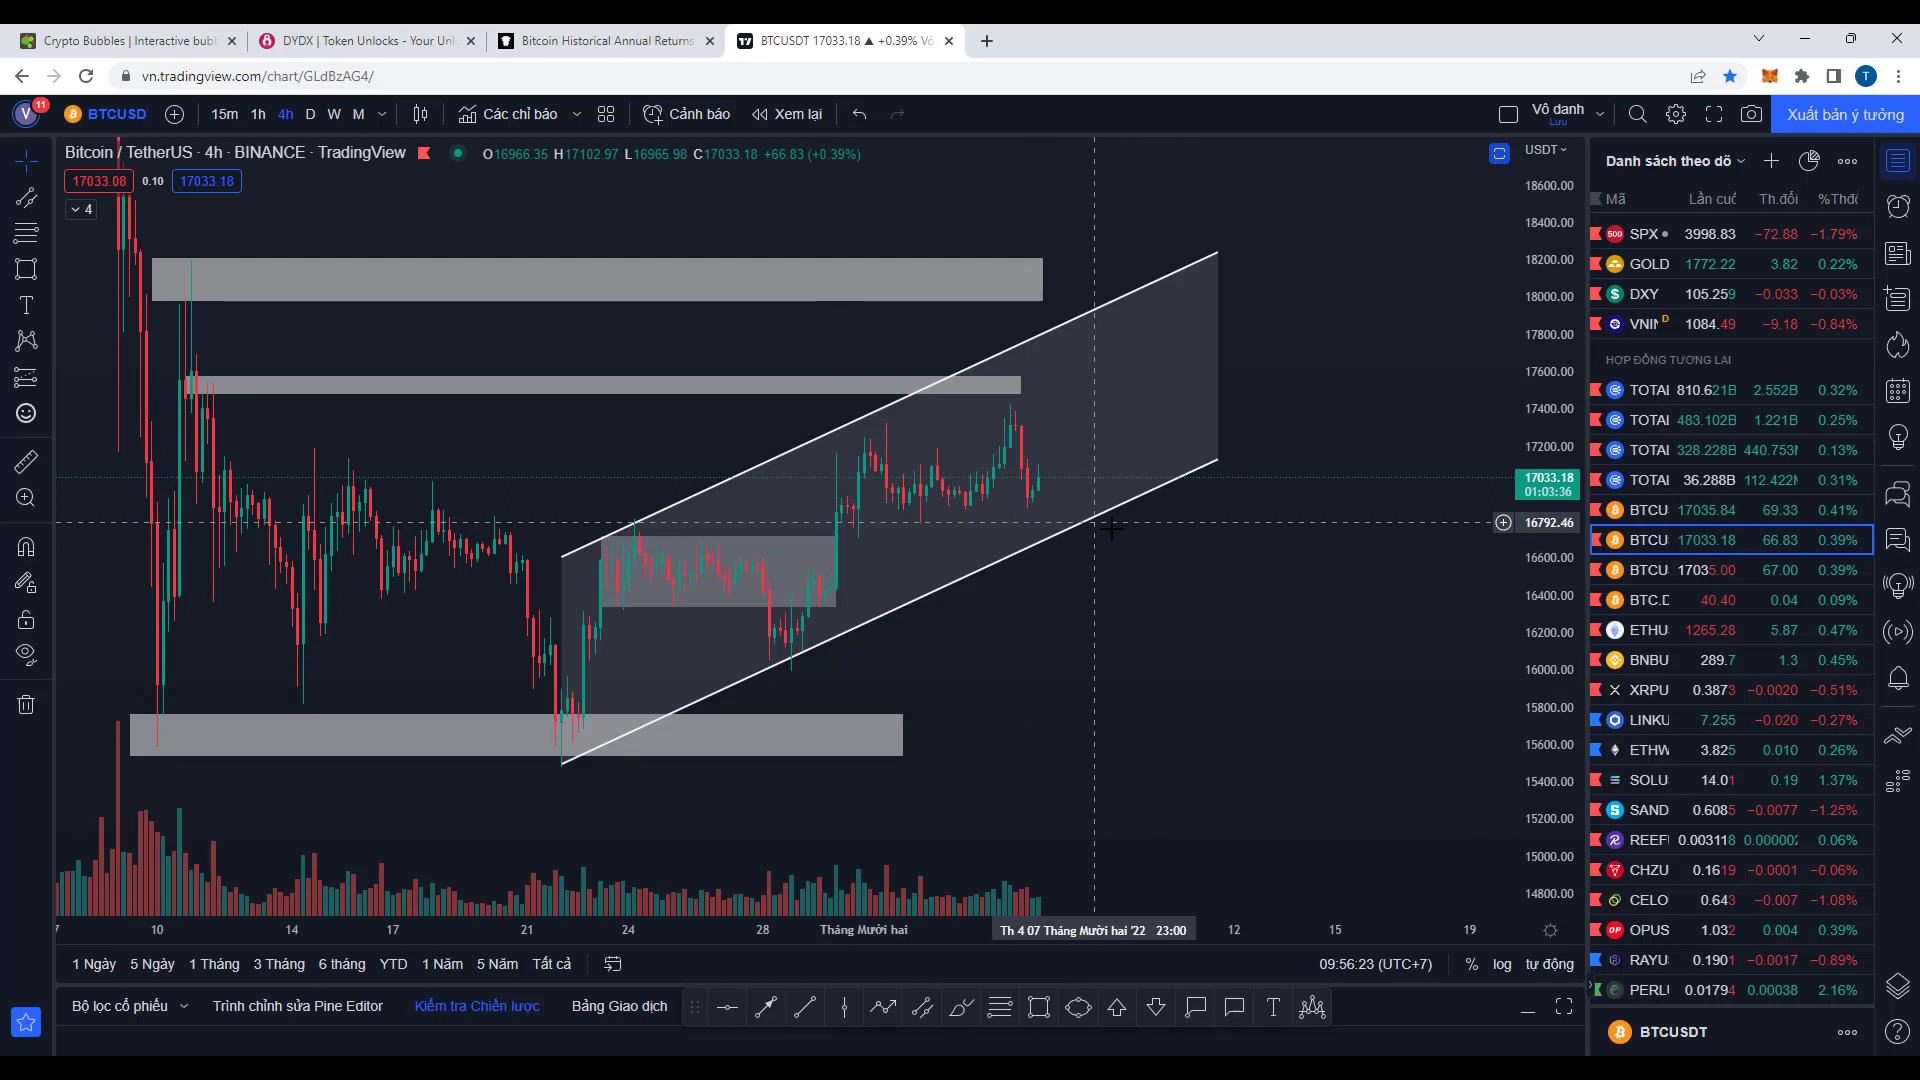 Crypto Bubbles | Interactive bubb
DYDX | Token Unlocks - Your Unl
Bitcoin Historical Annual Returns
BTCUSDT 17033.18 ▲ +0.39% Vô
vn.tradingview.com/chart/GLdBzAG4/
T
V 11
BTCUSD
15m 1h 4h D W M
Các chỉ báo
Cảnh báo
Xem lại
Vô danh
Lưu
Xuất bản ý tưởng
Bitcoin / TetherUS · 4h · BINANCE · TradingView
O16966.35 H17102.97 L16965.98 C17033.18 +66.83 (+0.39%)
17033.08 0.10 17033.18
4
USDT
18600.00
18400.00
18200.00
18000.00
17800.00
17600.00
17400.00
17200.00
17033.18
01:03:36
16792.46
16600.00
16400.00
16200.00
16000.00
15800.00
15600.00
15400.00
15200.00
15000.00
14800.00
7 10 14 17 21 24 28 Tháng Mười hai Th 4 07 Tháng Mười hai '22 23:00 12 15 19
1 Ngày 5 Ngày 1 Tháng 3 Tháng 6 tháng YTD 1 Năm 5 Năm Tất cả
09:56:23 (UTC+7) % log tự động
Bộ lọc cổ phiếu Trình chỉnh sửa Pine Editor Kiểm tra Chiến lược Bảng Giao dịch
Danh sách theo dõ
Mã Lần cuố Th.đổi %Thđổ
SPX 3998.83 −72.88 −1.79%
GOLD 1772.22 3.82 0.22%
DXY 105.259 −0.033 −0.03%
VNIN D 1084.49 −9.18 −0.84%
HỢP ĐỒNG TƯƠNG LAI
TOTAL 810.621B 2.552B 0.32%
TOTAL 483.102B 1.221B 0.25%
TOTAL 328.228B 440.753M 0.13%
TOTAL 36.288B 112.422M 0.31%
BTCU 17035.84 69.33 0.41%
BTCU 17033.18 66.83 0.39%
BTCU 17035.00 67.00 0.39%
BTC.D 40.40 0.04 0.09%
ETHU 1265.28 5.87 0.47%
BNBU 289.7 1.3 0.45%
XRPU 0.3873 −0.0020 −0.51%
LINKU 7.255 −0.020 −0.27%
ETHW 3.825 0.010 0.26%
SOLU 14.01 0.19 1.37%
SAND 0.6085 −0.0077 −1.25%
REEF 0.003118 0.000002 0.06%
CHZU 0.1619 −0.0001 −0.06%
CELO 0.643 −0.007 −1.08%
OPUS 1.032 0.004 0.39%
RAYU 0.1901 −0.0017 −0.89%
PERL 0.01794 0.00038 2.16%
BTCUSDT